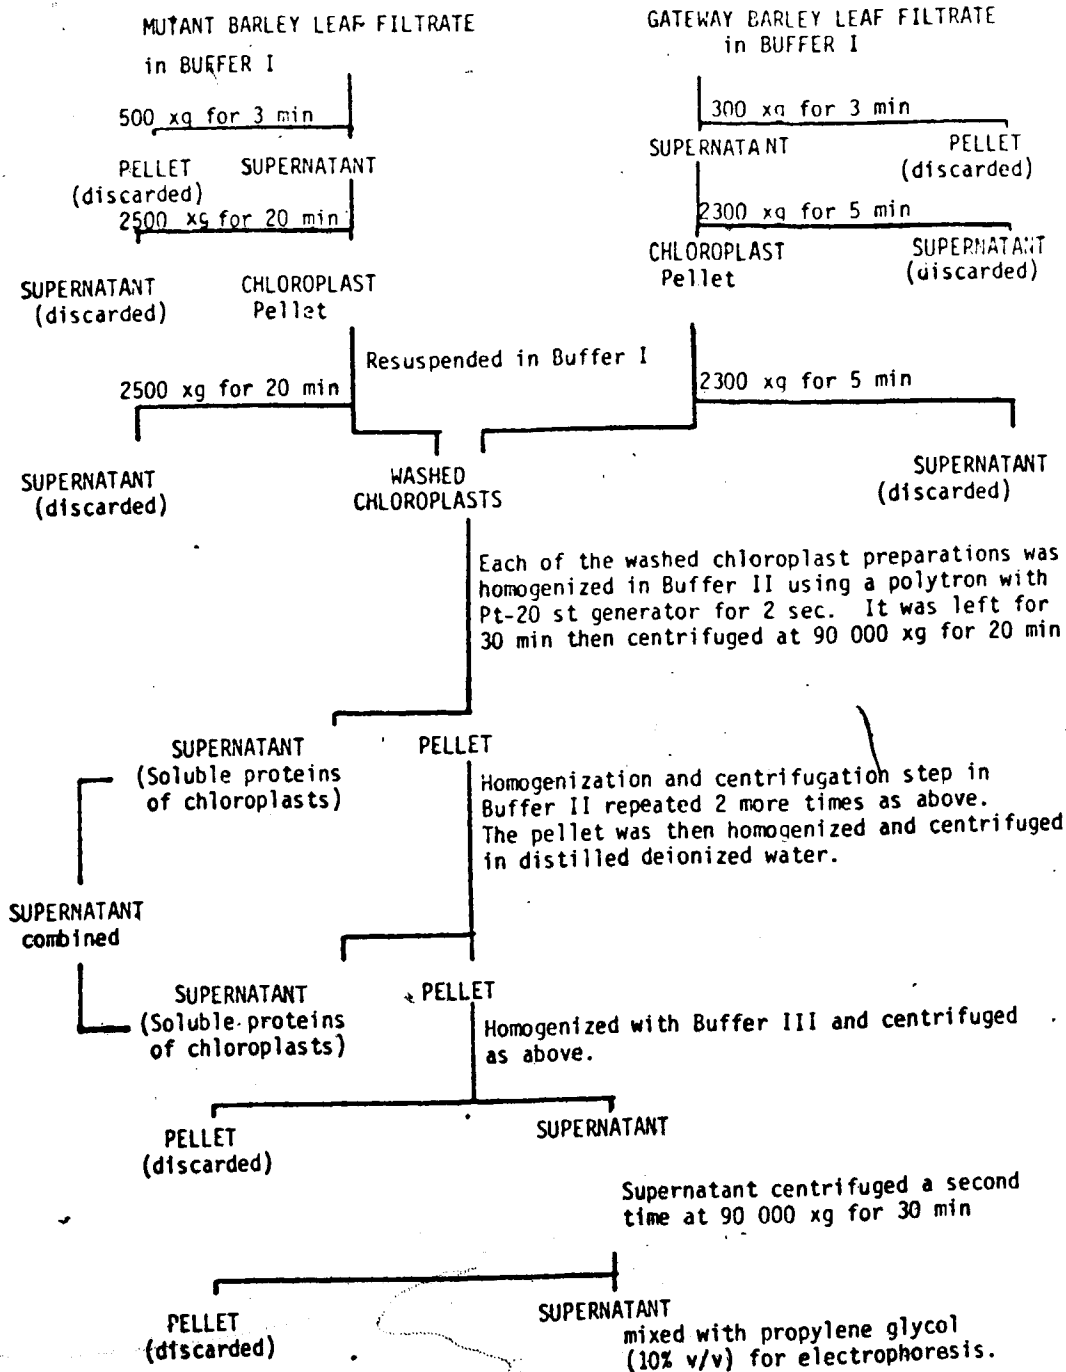 MUTANT BARLEY LEAF FILTRATE
in BUFFER I
GATEWAY BARLEY LEAF FILTRATE
in BUFFER I
500 xg for 3 min
300 xg for 3 min
PELLET
(discarded)
SUPERNATANT
SUPERNATANT
PELLET
(discarded)
2500 xg for 20 min
2300 xg for 5 min
SUPERNATANT
(discarded)
CHLOROPLAST
Pellet
CHLOROPLAST
Pellet
SUPERNATANT
(discarded)
Resuspended in Buffer I
2500 xg for 20 min
2300 xg for 5 min
SUPERNATANT
(discarded)
WASHED
CHLOROPLASTS
SUPERNATANT
(discarded)
Each of the washed chloroplast preparations was
homogenized in Buffer II using a polytron with
Pt-20 st generator for 2 sec. It was left for
30 min then centrifuged at 90 000 xg for 20 min
SUPERNATANT
(Soluble proteins
of chloroplasts)
PELLET
Homogenization and centrifugation step in
Buffer II repeated 2 more times as above.
The pellet was then homogenized and centrifuged
in distilled deionized water.
SUPERNATANT
combined
SUPERNATANT
(Soluble proteins
of chloroplasts)
PELLET
Homogenized with Buffer III and centrifuged
as above.
PELLET
(discarded)
SUPERNATANT
Supernatant centrifuged a second
time at 90 000 xg for 30 min
PELLET
(discarded)
SUPERNATANT
mixed with propylene glycol
(10% v/v) for electrophoresis.